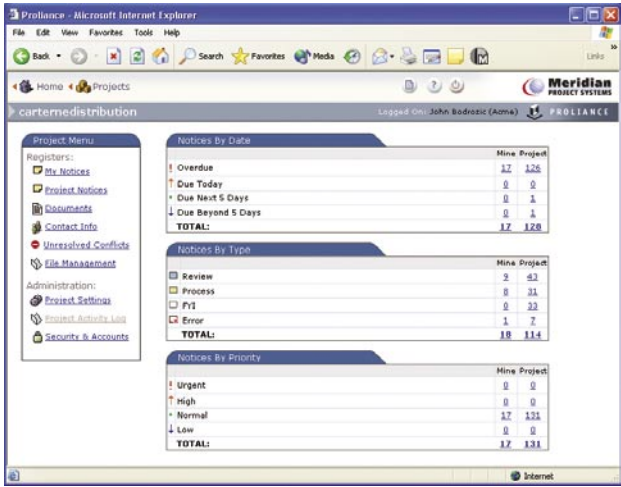 Proliance - Microsoft Internet Explorer
File Edit View Favorites Tools Help
Back Search Favorites Media
Links
Home Projects
Meridian
PROJECT SYSTEMS
carternedistribution
Logged On: John Bodrozic (Acme) PROLIANCE
Project Menu
Registers:
My Notices
Project Notices
Documents
Contact Info
Unresolved Conflicts
File Management
Administration:
Project Settings
Project Activity Log
Security & Accounts
Notices By Date
Mine Project
Overdue 17 126
Due Today 0 0
Due Next 5 Days 0 1
Due Beyond 5 Days 0 1
TOTAL: 17 128
Notices By Type
Mine Project
Review 9 43
Process 8 31
FYI 0 33
Error 1 7
TOTAL: 18 114
Notices By Priority
Mine Project
Urgent 0 0
High 0 0
Normal 17 131
Low 0 0
TOTAL: 17 131
Internet